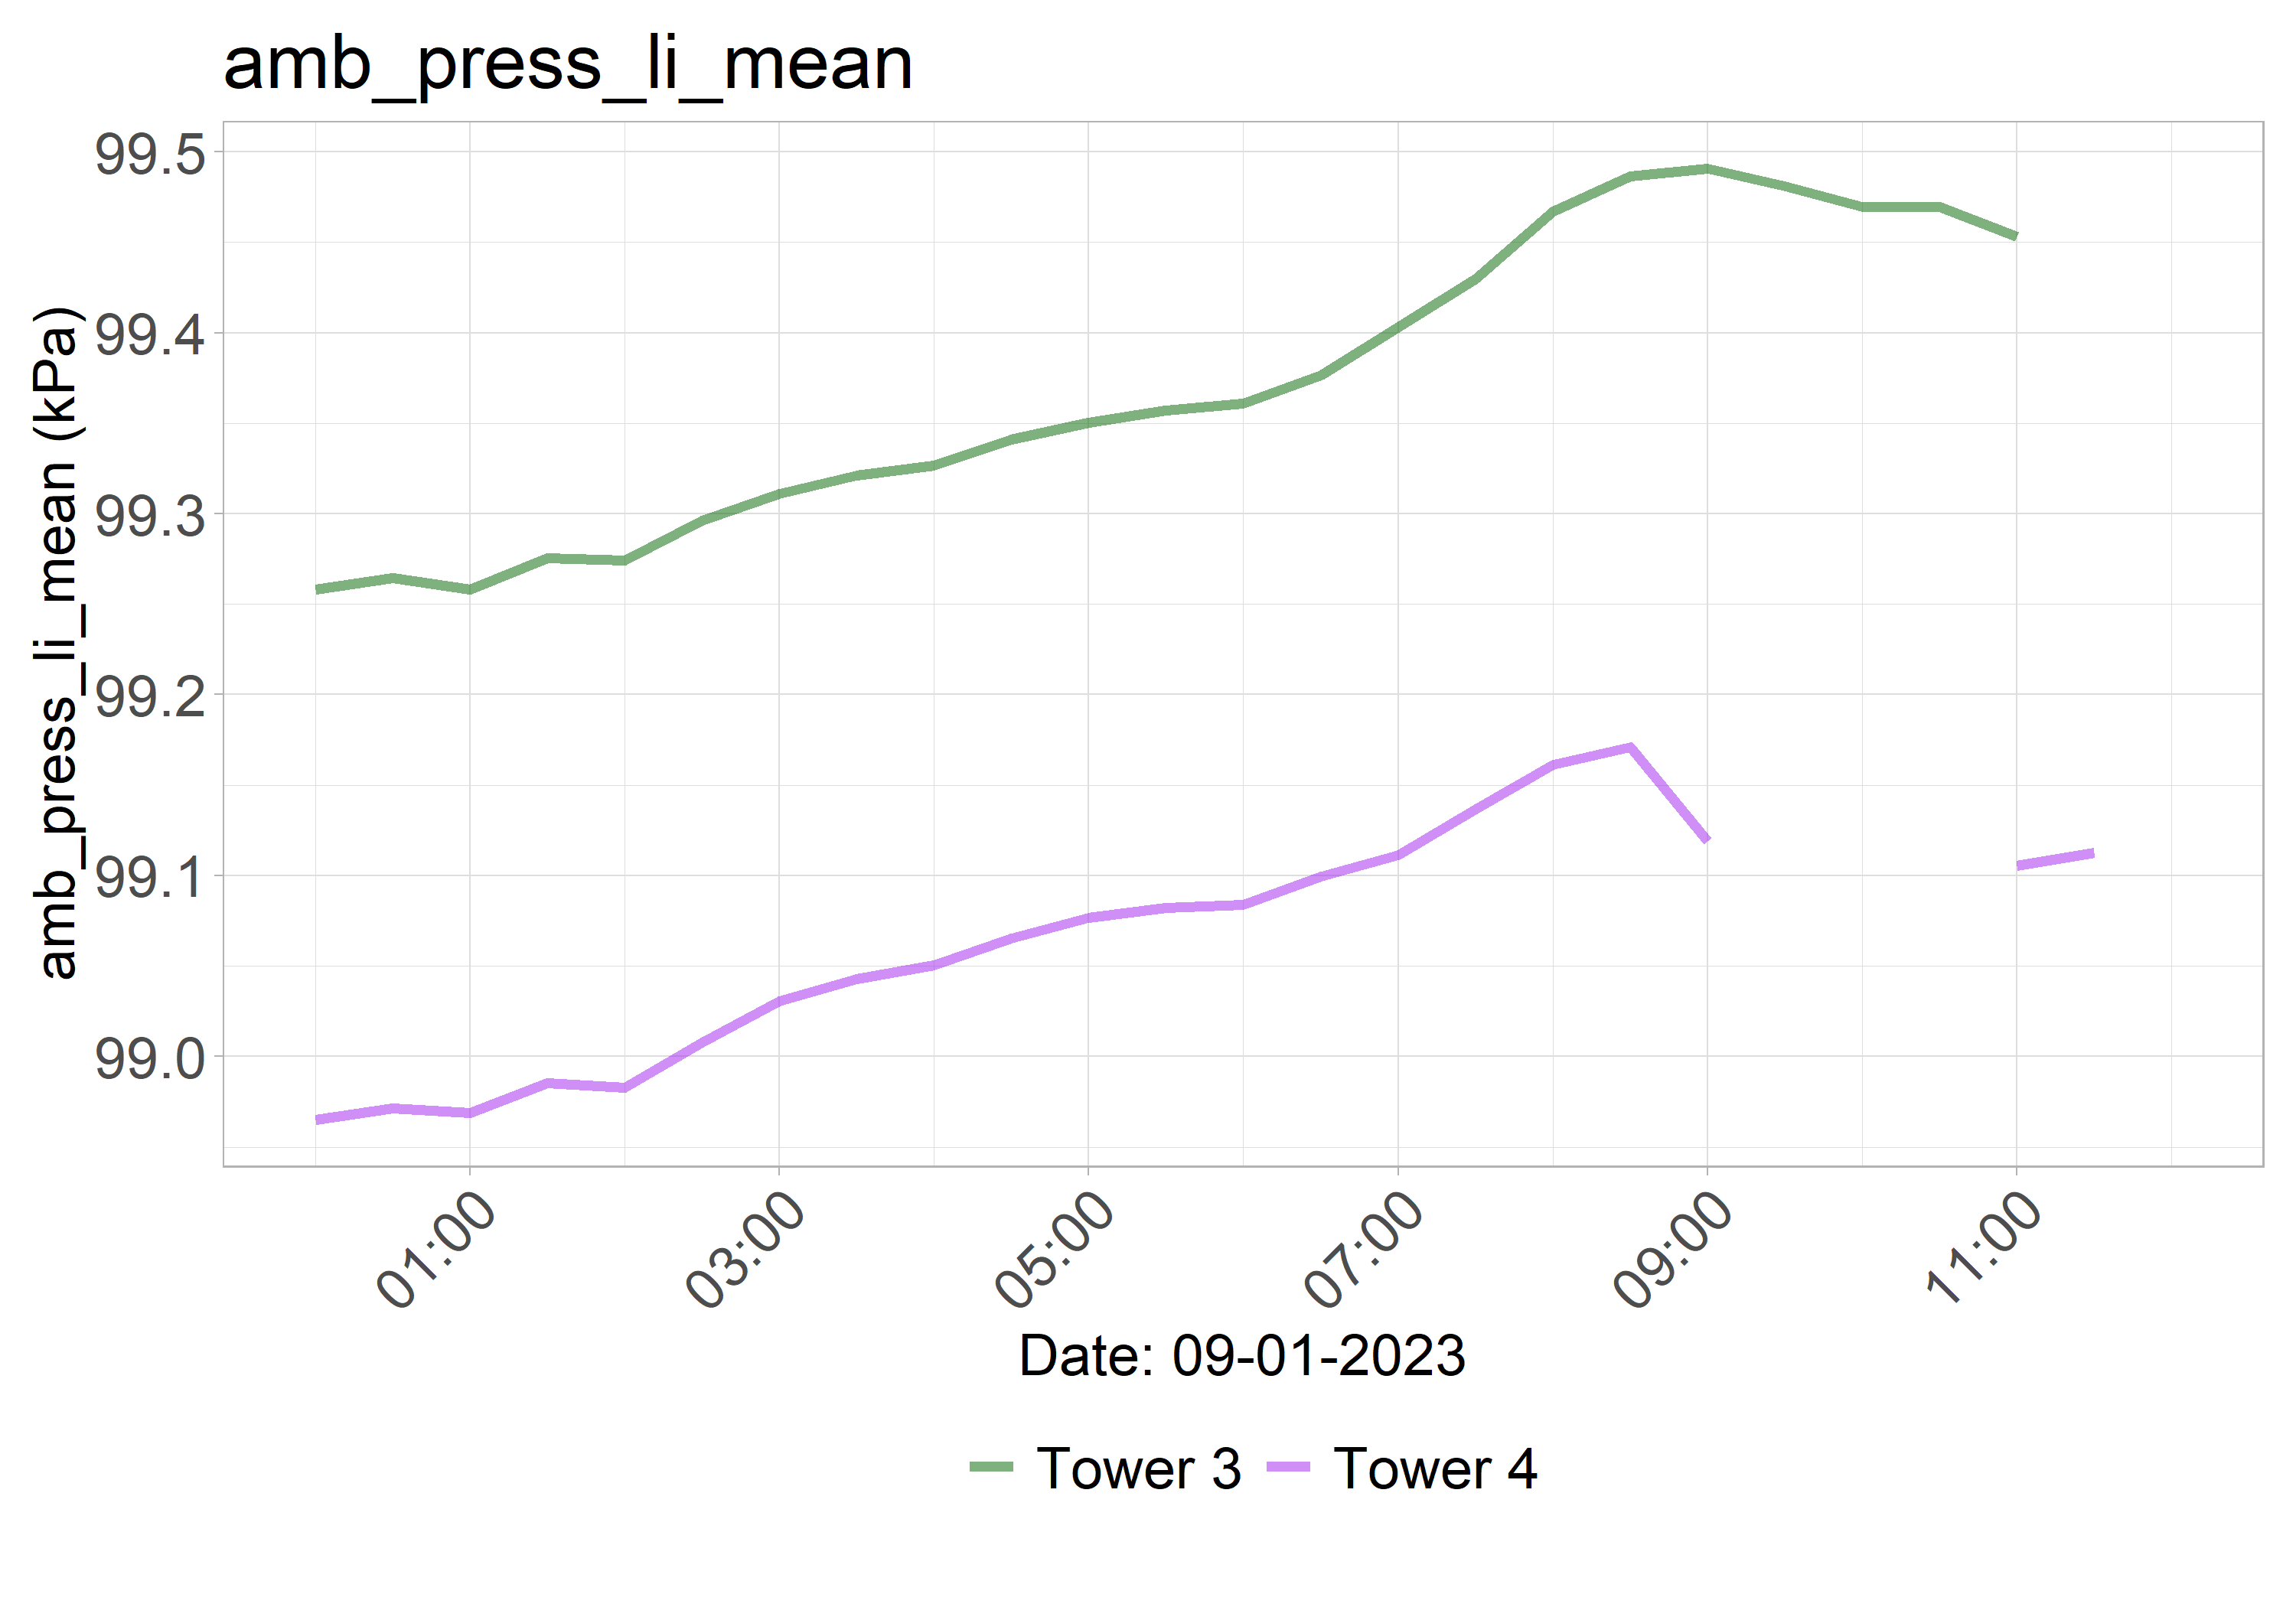 amb_press_li_mean
amb_press_li_mean (kPa)
99.5
99.4
99.3
99.2
99.1
99.0
01:00
03:00
05:00
07:00
09:00
11:00
Date: 09-01-2023
Tower 3
Tower 4